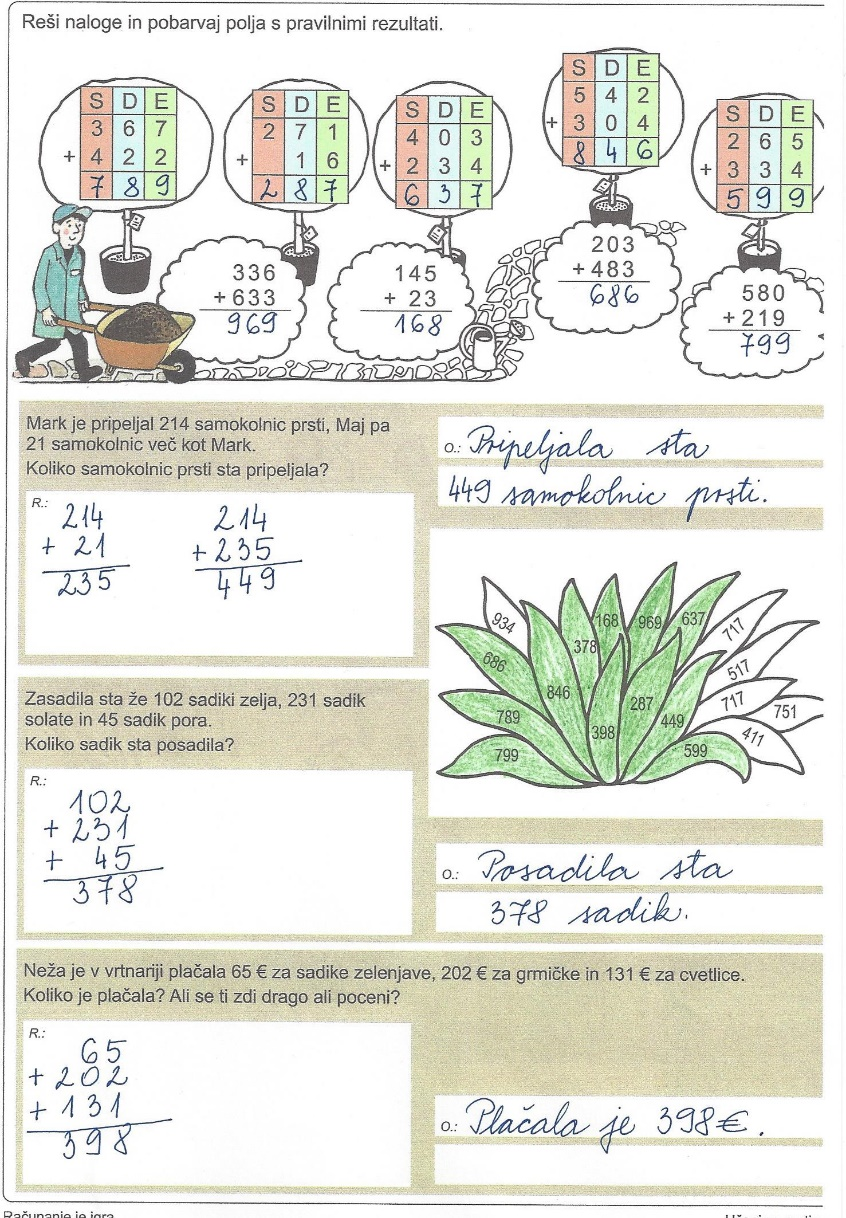 Reši naloge in pobarvaj polja s pravilnimi rezultati.
S D E
3 6 7
+ 4 2 2
7 8 9
S D E
2 7 1
+ 1 6
2 8 7
S D E
4 0 3
+ 2 3 4
6 3 7
S D E
5 4 2
+ 3 0 4
8 4 6
S D E
2 6 5
+ 3 3 4
5 9 9
336
+ 633
969
145
+ 23
168
203
+ 483
686
580
+ 219
799
Mark je pripeljal 214 samokolnic prsti, Maj pa
21 samokolnic več kot Mark.
Koliko samokolnic prsti sta pripeljala?
R.:
214
+ 21
235
214
+ 235
449
O.: Pripeljala sta
449 samokolnic prsti.
934
686
789
799
846
378
168
969
637
398
287
449
599
717
517
717
751
411
Zasadila sta že 102 sadiki zelja, 231 sadik
solate in 45 sadik pora.
Koliko sadik sta posadila?
R.:
102
+ 231
+ 45
378
O.: Posadila sta
378 sadik.
Neža je v vrtnariji plačala 65 € za sadike zelenjave, 202 € za grmičke in 131 € za cvetlice.
Koliko je plačala? Ali se ti zdi drago ali poceni?
R.:
65
+ 202
+ 131
398
O.: Plačala je 398 €.
Računanje je igra